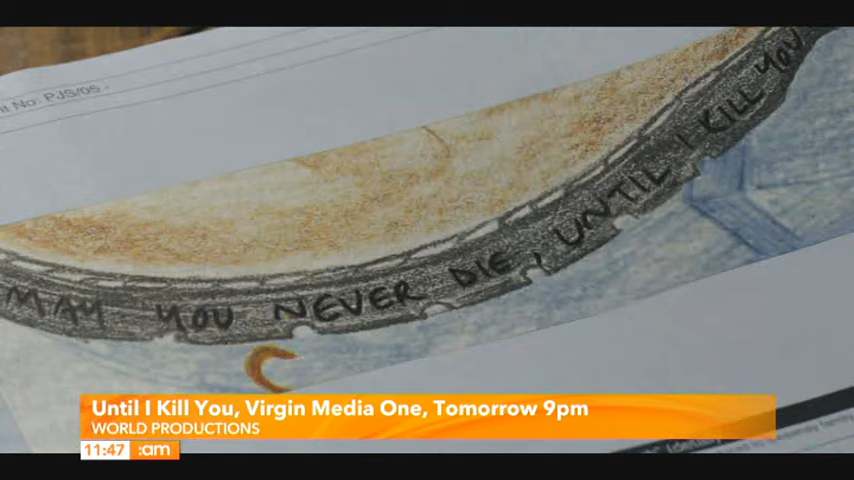 No: PJS/05 -
MAY YOU NEVER DIE, UNTIL I KILL YOU
Until I Kill You, Virgin Media One, Tomorrow 9pm
WORLD PRODUCTIONS
11:47 :am